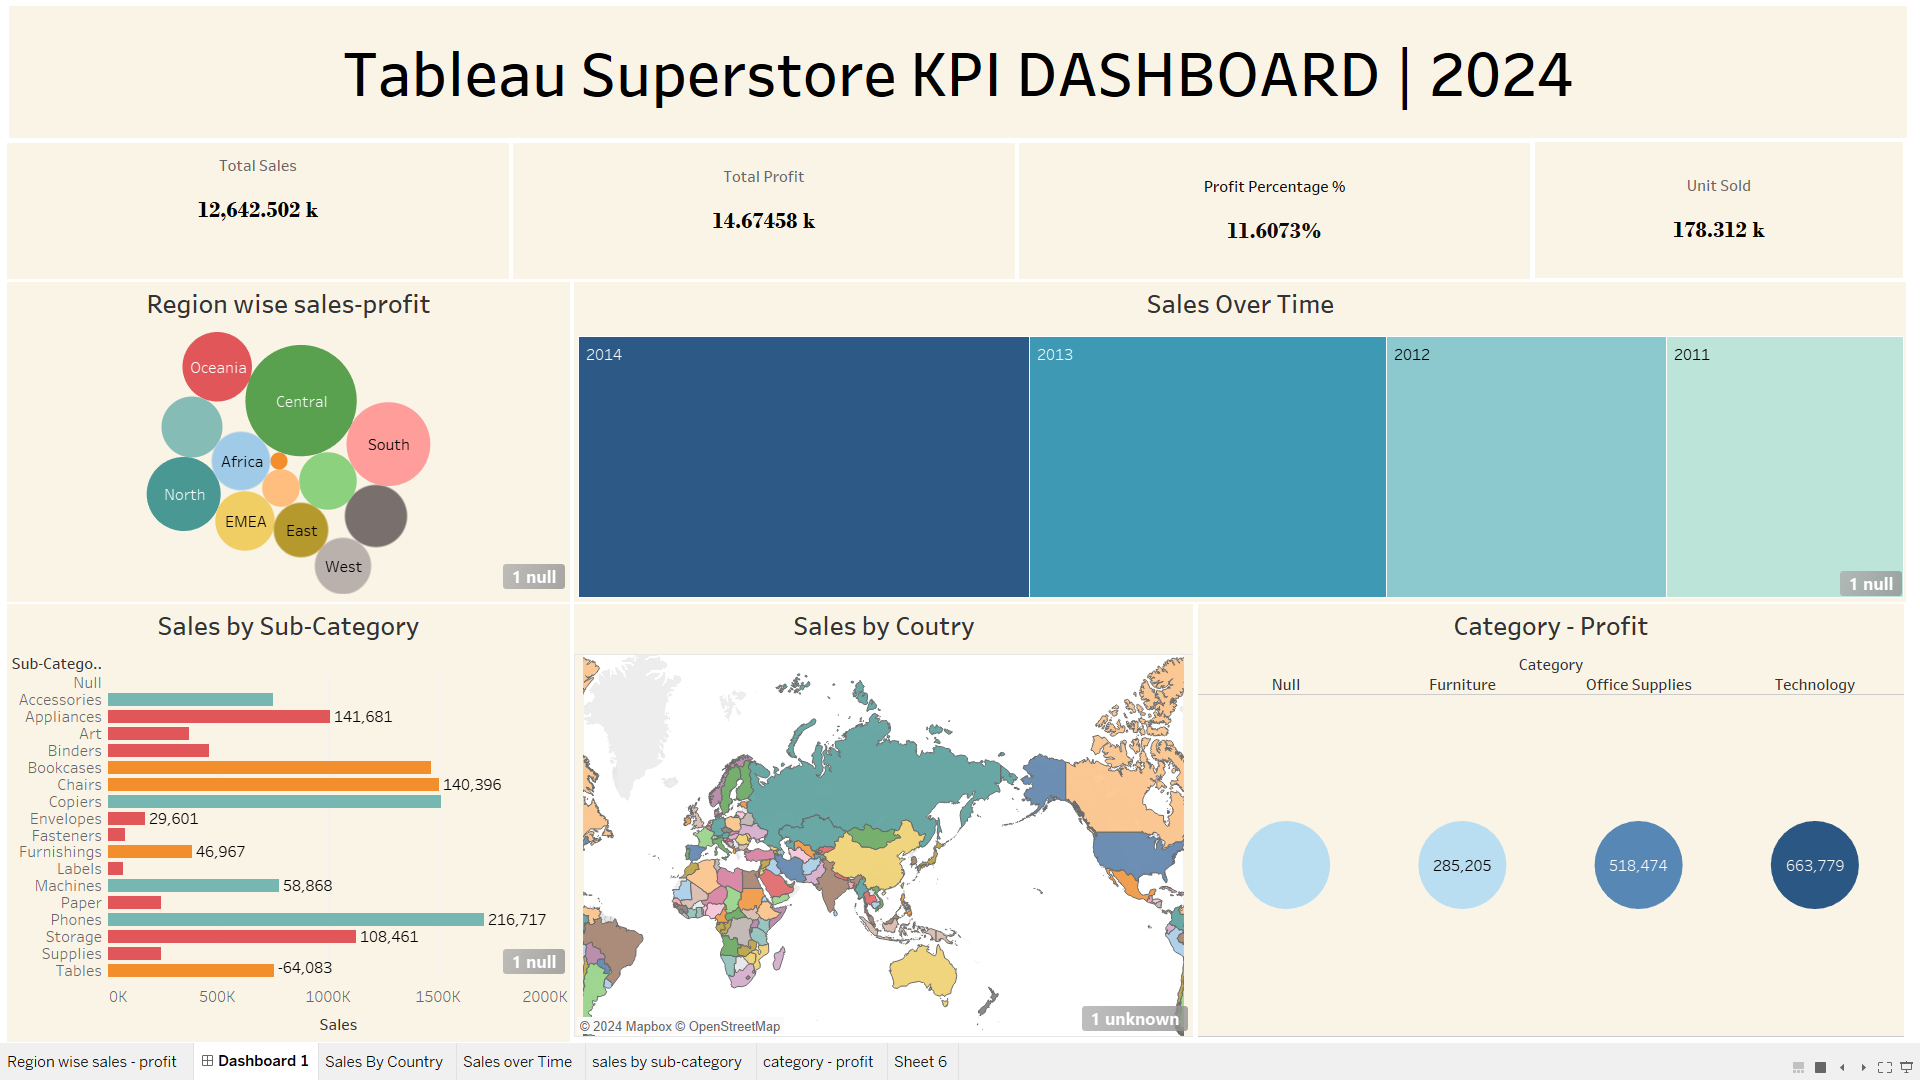 Tableau Superstore KPI DASHBOARD | 2024
Total Sales
12,642.502 k
Total Profit
14.67458 k
Profit Percentage %
11.6073%
Unit Sold
178.312 k
Region wise sales-profit
Oceania
Central
South
Africa
North
EMEA
East
West
1 null
Sales Over Time
2014
2013
2012
2011
1 null
Sales by Sub-Category
Sub-Catego..
Null
Accessories
Appliances 141,681
Art
Binders
Bookcases
Chairs 140,396
Copiers
Envelopes 29,601
Fasteners
Furnishings 46,967
Labels
Machines 58,868
Paper
Phones 216,717
Storage 108,461
Supplies
Tables -64,083
1 null
0K 500K 1000K 1500K 2000K
Sales
Sales by Coutry
© 2024 Mapbox © OpenStreetMap
1 unknown
Category - Profit
Category
Null Furniture Office Supplies Technology
285,205 518,474 663,779
Region wise sales - profit Dashboard 1 Sales By Country Sales over Time sales by sub-category category - profit Sheet 6